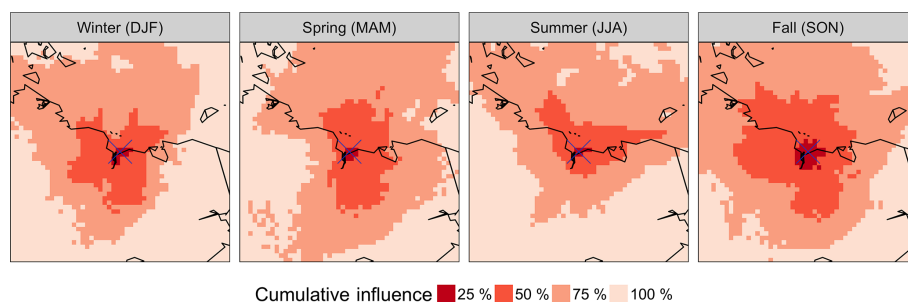 Winter (DJF) Spring (MAM) Summer (JJA) Fall (SON)
Cumulative influence 25 % 50 % 75 % 100 %